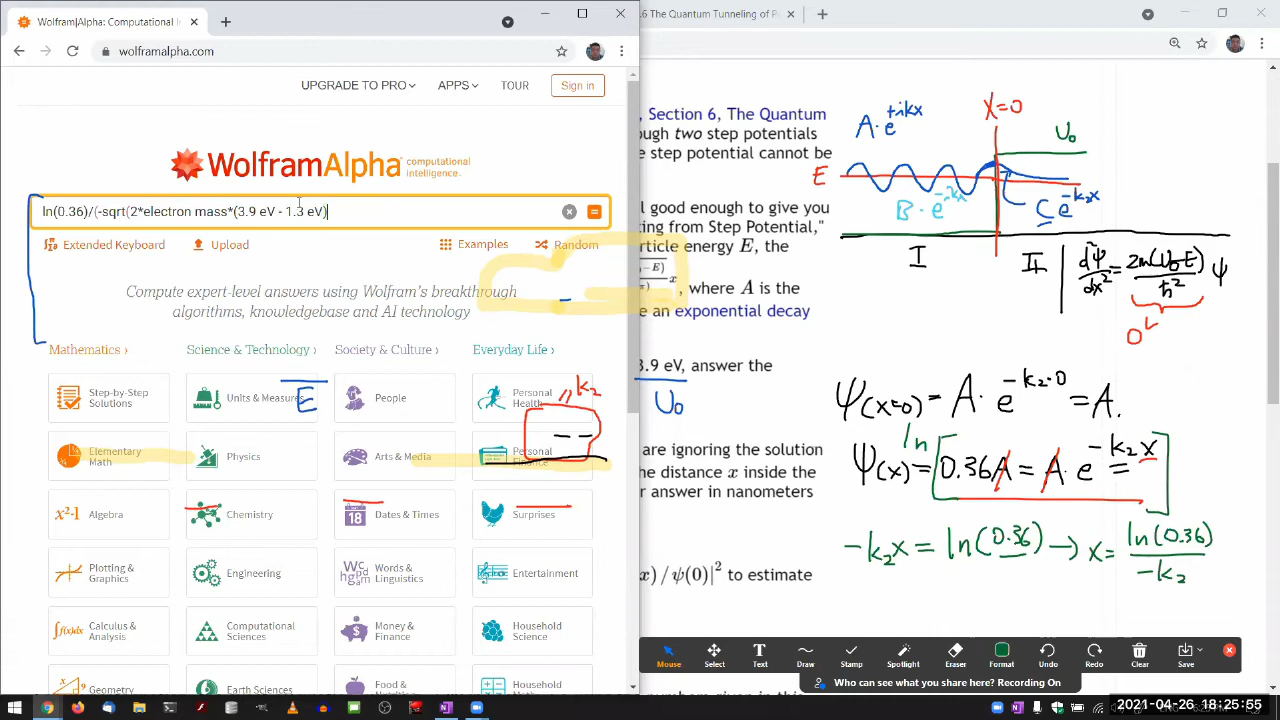 Wolfram|Alpha: Computational In
.6 The Quantum Tunneling of P
wolframalpha.com
UPGRADE TO PRO
APPS
TOUR
Sign in
WolframAlpha computational intelligence.
ln(0.36)/(-sqrt(2*electron mass*(3.9 eV - 1.3 eV)
Extended Keyboard
Upload
Examples
Random
Compute expert-level answers using Wolfram's breakthrough
algorithms, knowledgebase and AI technology
Mathematics ›
Science & Technology ›
Society & Culture ›
Everyday Life ›
Step-by-Step Solutions
Units & Measures
People
Personal Health
Elementary Math
Physics
Arts & Media
Personal Finance
Algebra
Chemistry
Dates & Times
Surprises
Plotting & Graphics
Engineering
Words & Linguistics
Entertainment
Calculus & Analysis
Computational Sciences
Money & Finance
Household Science
Geometry
Earth Sciences
Food &
E
k₂
U₀
, Section 6, The Quantum
ugh two step potentials
e step potential cannot be
l good enough to give you
ing from Step Potential,"
rticle energy E, the
₀−E)
x
, where A is the
e an exponential decay
3.9 eV, answer the
are ignoring the solution
he distance x inside the
r answer in nanometers
x)/ψ(0)|² to estimate
A·e^{+ikx}
X=0
U₀
E
B·e^{-ikx}
Ce^{-k₂x}
I
II
d²ψ/dx² = 2m(U₀-E)/ħ² ψ
ψ(x=0) = A·e^{-k₂·0} = A.
ln
ψ(x) = 0.36A = A·e^{-k₂x} =
-k₂x = ln(0.36) → x = ln(0.36)/-k₂
Mouse
Select
Text
Draw
Stamp
Spotlight
Eraser
Format
Undo
Redo
Clear
Save
Who can see what you share here? Recording On
2021-04-26 18:25:55